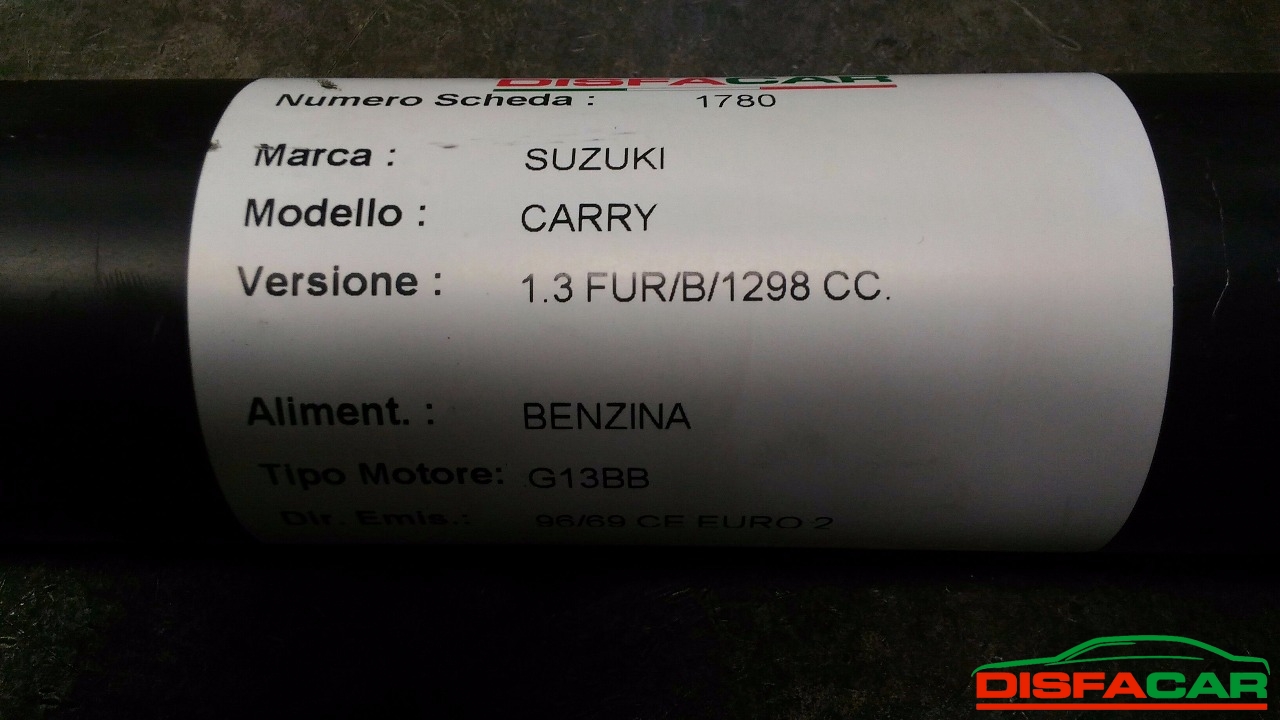 DISFACAR
Numero Scheda : 1780
Marca : SUZUKI
Modello : CARRY
Versione : 1.3 FUR/B/1298 CC.
Aliment. : BENZINA
Tipo Motore: G13BB
Dir. Emis.: 96/69 CE EURO 2
DISFACAR